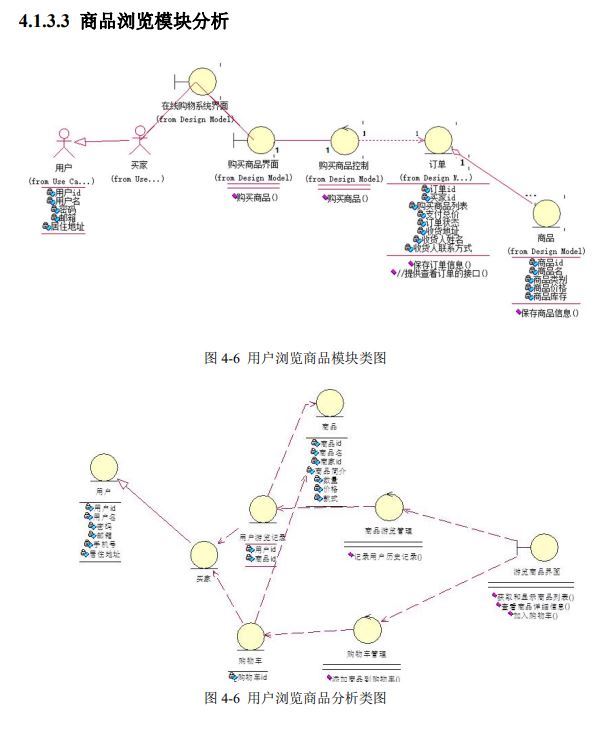 4.1.3.3 商品浏览模块分析
在线购物系统界面
(from Design Model)
用户
(from Use Ca...)
用户id
用户名
密码
邮箱
居住地址
买家
(from Use...)
购买商品界面
(from Design Model)
购买商品()
1
购买商品控制
(from Design Model)
购买商品()
1
1
1
订单
(from Design M...)
订单id
买家id
购买商品列表
支付总价
订单状态
收货地址
收货人姓名
收货人联系方式
保存订单信息()
//提供查看订单的接口()
1
...
商品
(from Design Model)
商品id
商品名
商品类别
商品价格
商品库存
保存商品信息()
图 4-6 用户浏览商品模块类图
商品
商品id
商品名
商家id
商品简介
数量
价格
款式
用户
用户id
用户名
密码
邮箱
手机号
居住地址
买家
用户游览记录
用户id
商品id
商品游览管理
记录用户历史记录()
游览商品界面
获取和显示商品列表()
查看商品详细信息()
加入购物车()
购物车
购物车id
购物车管理
添加商品到购物车()
图 4-6 用户浏览商品分析类图